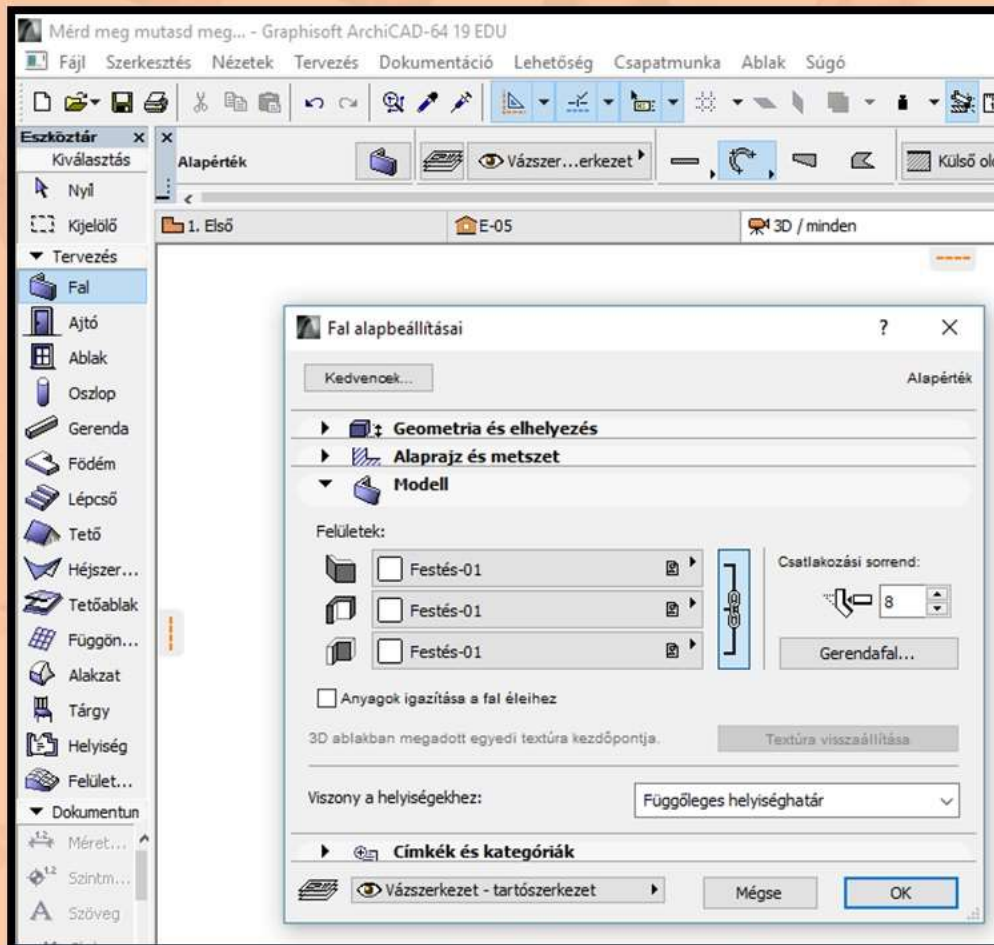 Mérd meg mutasd meg... - Graphisoft ArchiCAD-64 19 EDU
Fájl Szerkesztés Nézetek Tervezés Dokumentáció Lehetőség Csapatmunka Ablak Súgó
Eszköztár
Kiválasztás
Nyíl
Kijelölő
Tervezés
Fal
Ajtó
Ablak
Oszlop
Gerenda
Födém
Lépcső
Tető
Héjszer...
Tetőablak
Függön...
Alakzat
Tárgy
Helyiség
Felület...
Dokumentun
Méret...
Szintm...
Szöveg
Alapérték
Vázszer...erkezet
Külső old
1. Első
E-05
3D / minden
Fal alapbeállításai
Kedvencek...
Alapérték
Geometria és elhelyezés
Alaprajz és metszet
Modell
Felületek:
Festés-01
Festés-01
Festés-01
Csatlakozási sorrend:
8
Gerendafal...
Anyagok igazítása a fal éleihez
3D ablakban megadott egyedi textúra kezdőpontja.
Textúra visszaállítása
Viszony a helyiségekhez:
Függőleges helyiséghatár
Címkék és kategóriák
Vázszerkezet - tartószerkezet
Mégse
OK